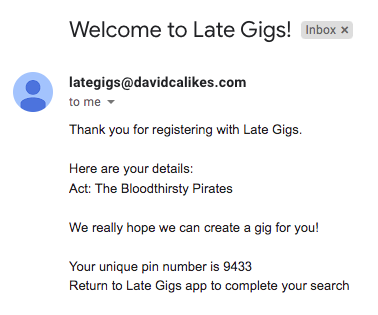 Welcome to Late Gigs!
Inbox x
lategigs@davidcalikes.com
to me
Thank you for registering with Late Gigs.
Here are your details:
Act: The Bloodthirsty Pirates
We really hope we can create a gig for you!
Your unique pin number is 9433
Return to Late Gigs app to complete your search